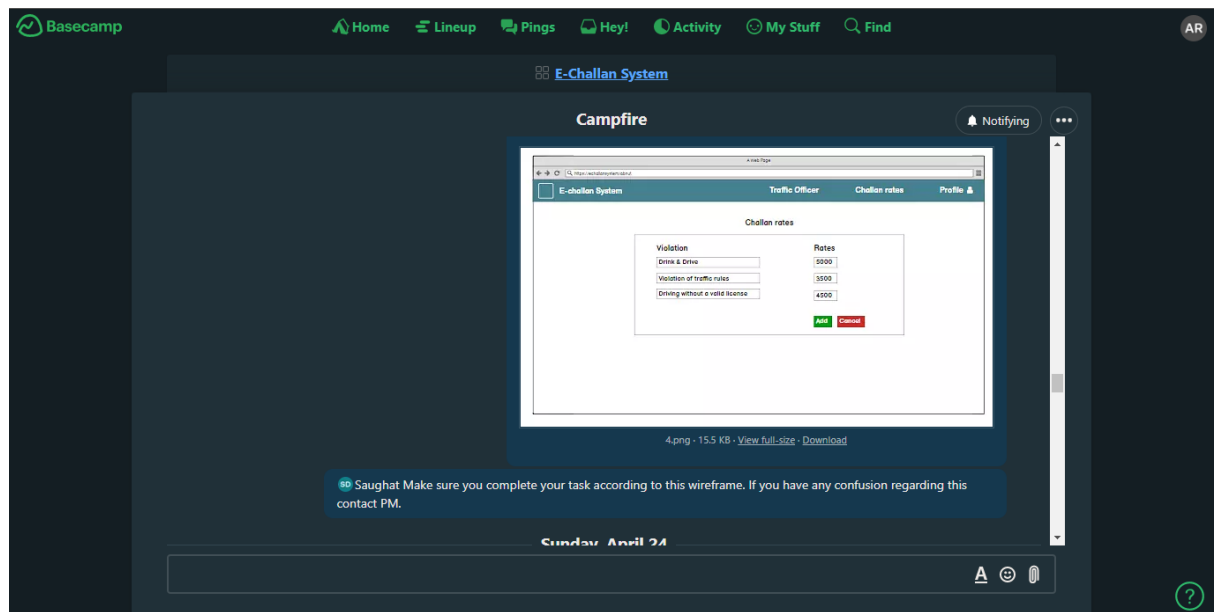 Basecamp
Home Lineup Pings Hey! Activity My Stuff Find
AR
E-Challan System
Campfire
Notifying
A Web Page
E-challan System Traffic Officer Challan rates Profile
Challan rates
Violation Rates
Drink & Drive 5000
Violation of traffic rules 3500
Driving without a valid license 4500
Add Cancel
4.png · 15.5 KB · View full-size · Download
SD Saughat Make sure you complete your task according to this wireframe. If you have any confusion regarding this
contact PM.
Sunday, April 24
A
?